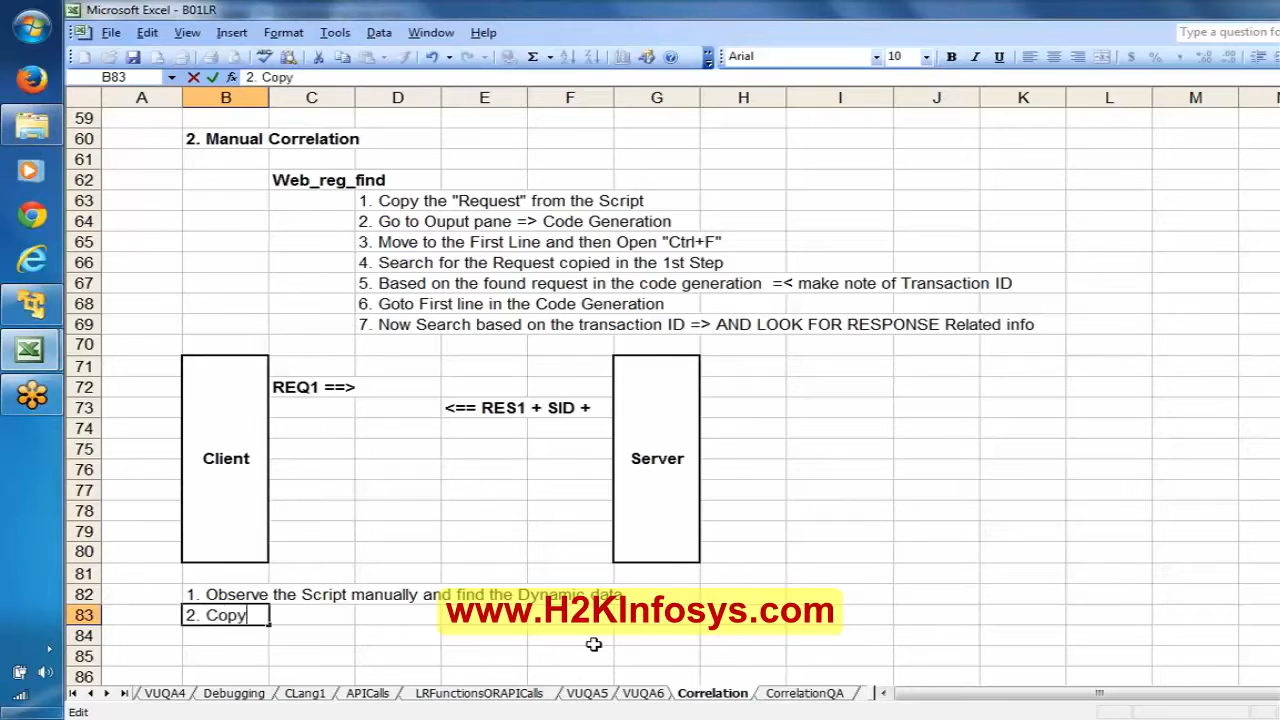 Microsoft Excel - B01LR
File Edit View Insert Format Tools Data Window Help
Type a question fo
Arial 10 B I U
B83 fx 2. Copy
A B C D E F G H I J K L M
59
60 2. Manual Correlation
61
62 Web_reg_find
63 1. Copy the "Request" from the Script
64 2. Go to Ouput pane => Code Generation
65 3. Move to the First Line and then Open "Ctrl+F"
66 4. Search for the Request copied in the 1st Step
67 5. Based on the found request in the code generation =< make note of Transaction ID
68 6. Goto First line in the Code Generation
69 7. Now Search based on the transaction ID => AND LOOK FOR RESPONSE Related info
70
71
72 REQ1 ==>
73 <== RES1 + SID +
74
75 Client Server
76
77
78
79
80
81
82 1. Observe the Script manually and find the Dynamic data
83 2. Copy
www.H2KInfosys.com
84
85
86
VUQA4 Debugging CLang1 APICalls LRFunctionsORAPICalls VUQA5 VUQA6 Correlation CorrelationQA
Edit